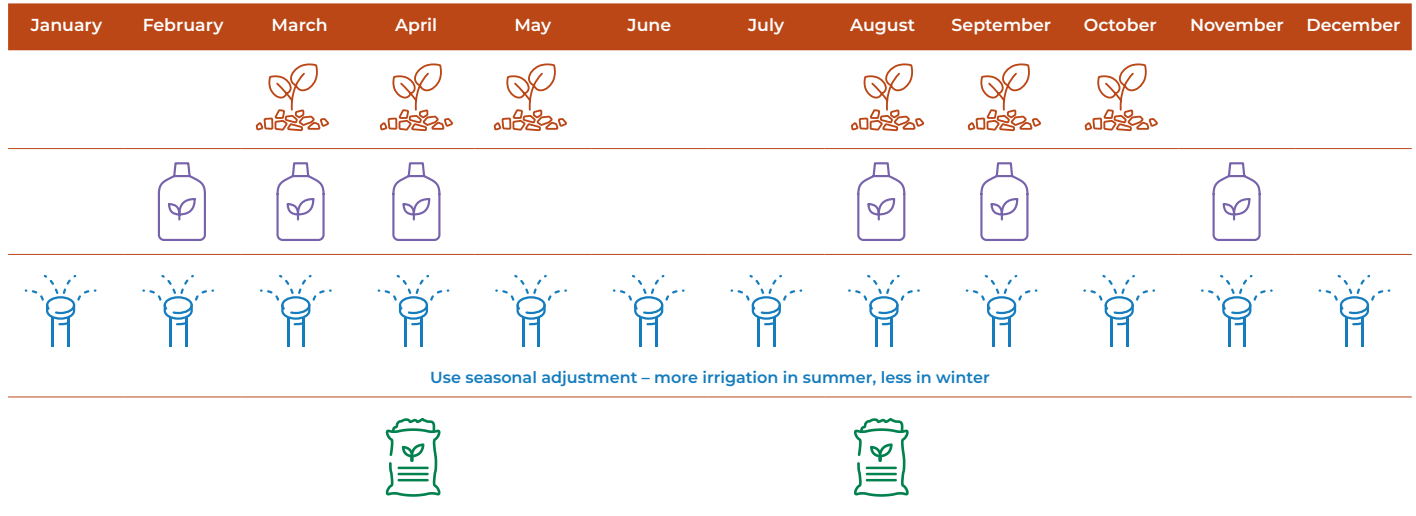 January February March April May June July August September October November December
Use seasonal adjustment – more irrigation in summer, less in winter